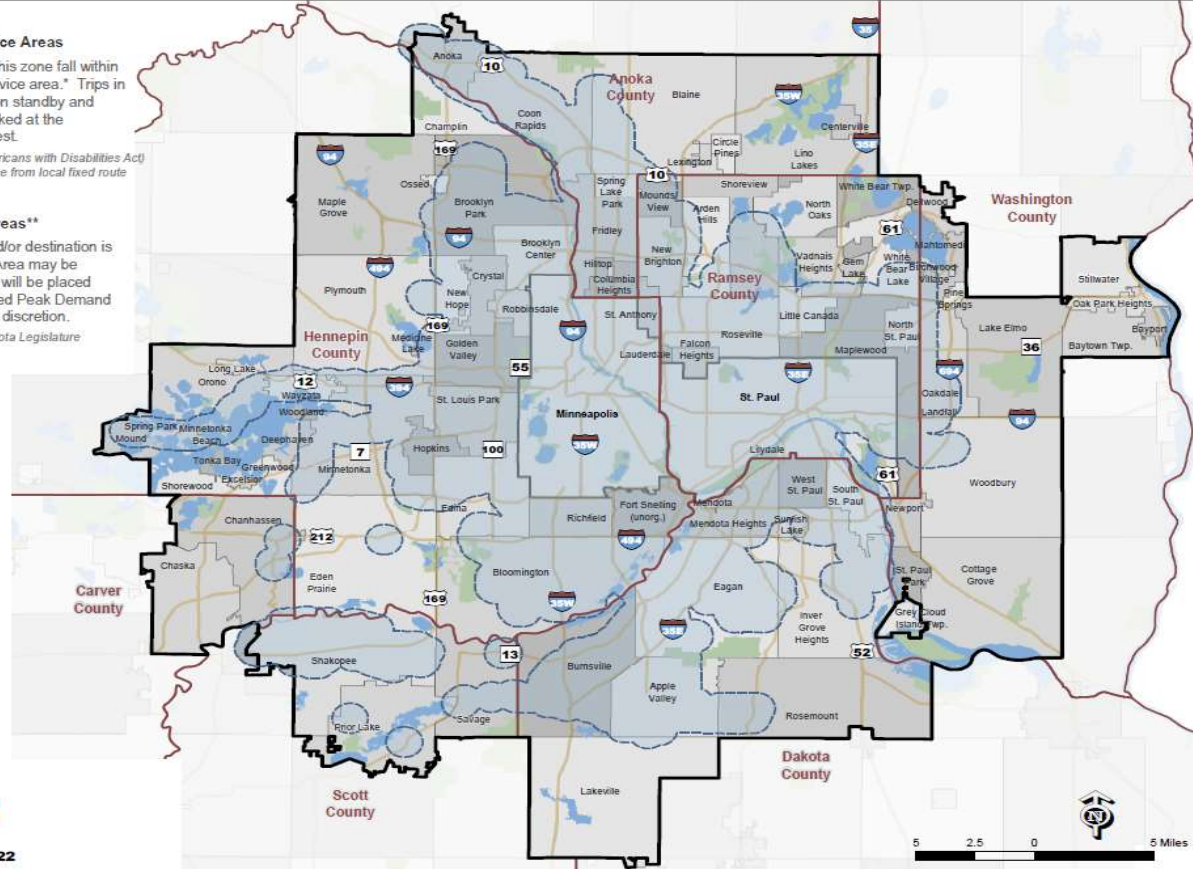 ce Areas
his zone fall within
vice area.* Trips in
n standby and
ked at the
est.
ricans with Disabilities Act)
e from local fixed route
reas**
d/or destination is
Area may be
will be placed
ed Peak Demand
discretion.
ota Legislature
22
Anoka
10
Anoka
County
35
Blaine
35W
Coon
Rapids
Centerville
Champlin
169
94
Circle
Pines
35E
Lexington
Lino
Lakes
10
Osseo
Maple
Grove
Brooklyn
Park
Spring
Lake
Park
Mounds
View
Shoreview
White Bear Twp.
Arden
Hills
North
Oaks
Dellwood
Washington
County
94
Fridley
61
Brooklyn
Center
New
Brighton
Mahtomedi
494
Hilltop
Vadnais
Heights
Gem
Lake
White
Bear
Lake
Birchwood
Village
Stillwater
Crystal
Columbia
Heights
Ramsey
County
Plymouth
New
Hope
Pine
Springs
Oak Park Heights
Robbinsdale
St. Anthony
Little Canada
Bayport
Hennepin
County
169
94
Roseville
North
St. Paul
Lake Elmo
Medicine
Lake
Golden
Valley
Falcon
Heights
36
Baytown Twp.
Lauderdale
Maplewood
Long Lake
Orono
55
35E
694
12
394
Wayzata
Woodland
St. Louis Park
St. Paul
Oakdale
Landfall
94
Spring Park
Mound
Minnetonka
Beach
Deephaven
Minneapolis
35W
7
Hopkins
100
Lilydale
Tonka Bay
Greenwood
Minnetonka
61
Excelsior
West
St. Paul
South
St. Paul
Woodbury
Shorewood
Edina
Fort Snelling
(unorg.)
Mendota
Newport
Richfield
Mendota Heights
Sunfish
Lake
Chanhassen
212
494
Chaska
Eden
Prairie
Bloomington
St. Paul
Park
Cottage
Grove
Carver
County
169
35W
Eagan
Inver
Grove
Heights
Grey Cloud
Island Twp.
35E
13
52
Shakopee
Burnsville
Apple
Valley
Prior Lake
Savage
Rosemount
Dakota
County
Scott
County
Lakeville
N
5 2.5 0 5 Miles